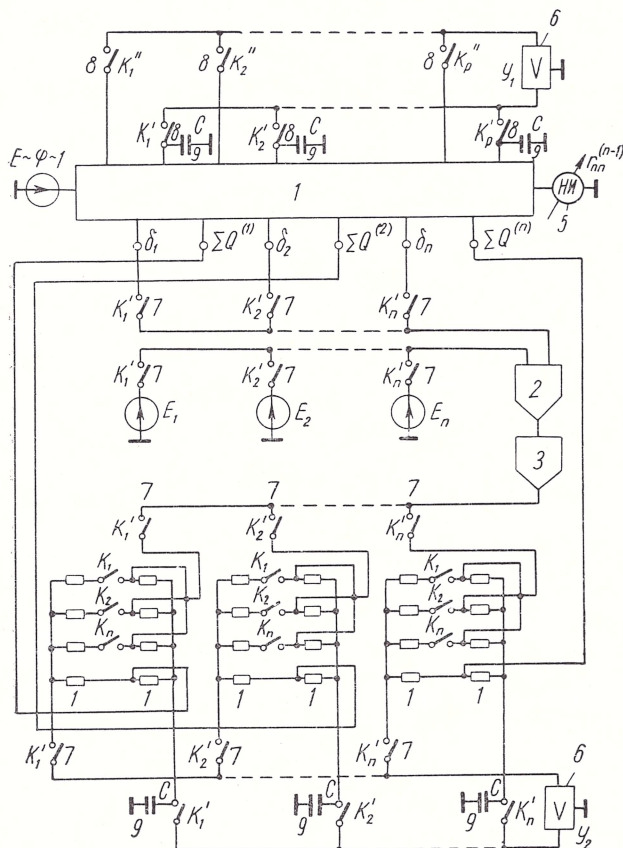 6
8 K₁'' 8 K₂'' 8 Kₚ'' V
У₁
K₁' 8 C K₂' 8 C Kₚ' 8 C
9 9 9
E~φ~1 1 НИ rₙₙ⁽ⁿ⁻¹⁾
5
δ₁ ΣQ⁽¹⁾ δ₂ ΣQ⁽²⁾ δₙ ΣQ⁽ⁿ⁾
K₁' 7 K₂' 7 Kₙ' 7
K₁' 7 K₂' 7 Kₙ' 7 2
E₁ E₂ Eₙ
3
7 7 7
K₁' K₂' Kₙ'
K₁ K₁ K₁
K₂ K₂ K₂
Kₙ Kₙ Kₙ
1 1 1 1 1 1
K₁' 7 K₂' 7 Kₙ' 7 6
C C C V
9 K₁' 9 K₂' 9 Kₙ' У₂